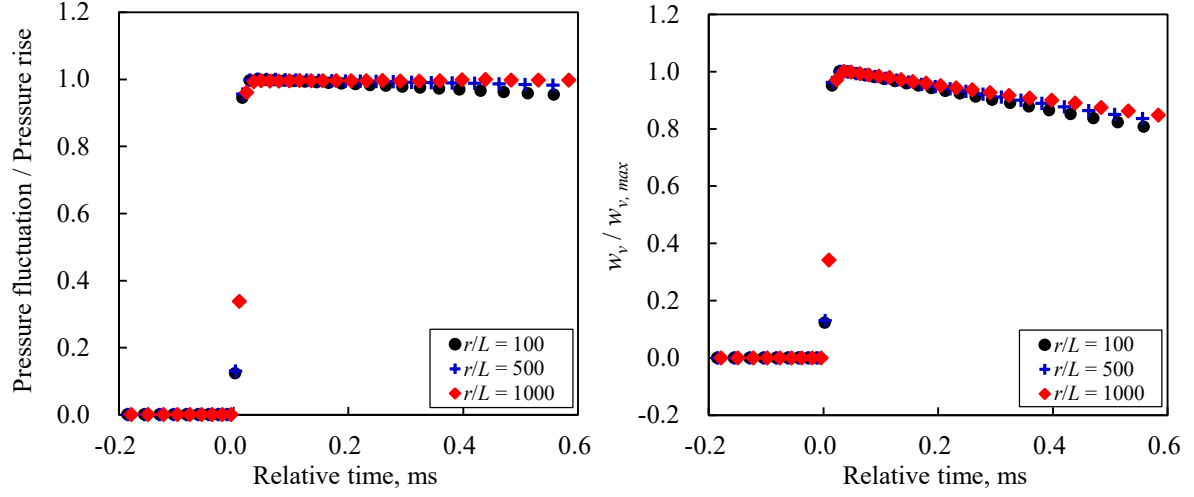 Pressure fluctuation / Pressure rise
1.2
1.0
0.8
0.6
0.4
0.2
0.0
-0.2
0.0
0.2
0.4
0.6
Relative time, ms
r/L = 100
r/L = 500
r/L = 1000
w_v / w_v, max
1.2
1.0
0.8
0.6
0.4
0.2
0.0
-0.2
-0.2
0.0
0.2
0.4
0.6
Relative time, ms
r/L = 100
r/L = 500
r/L = 1000